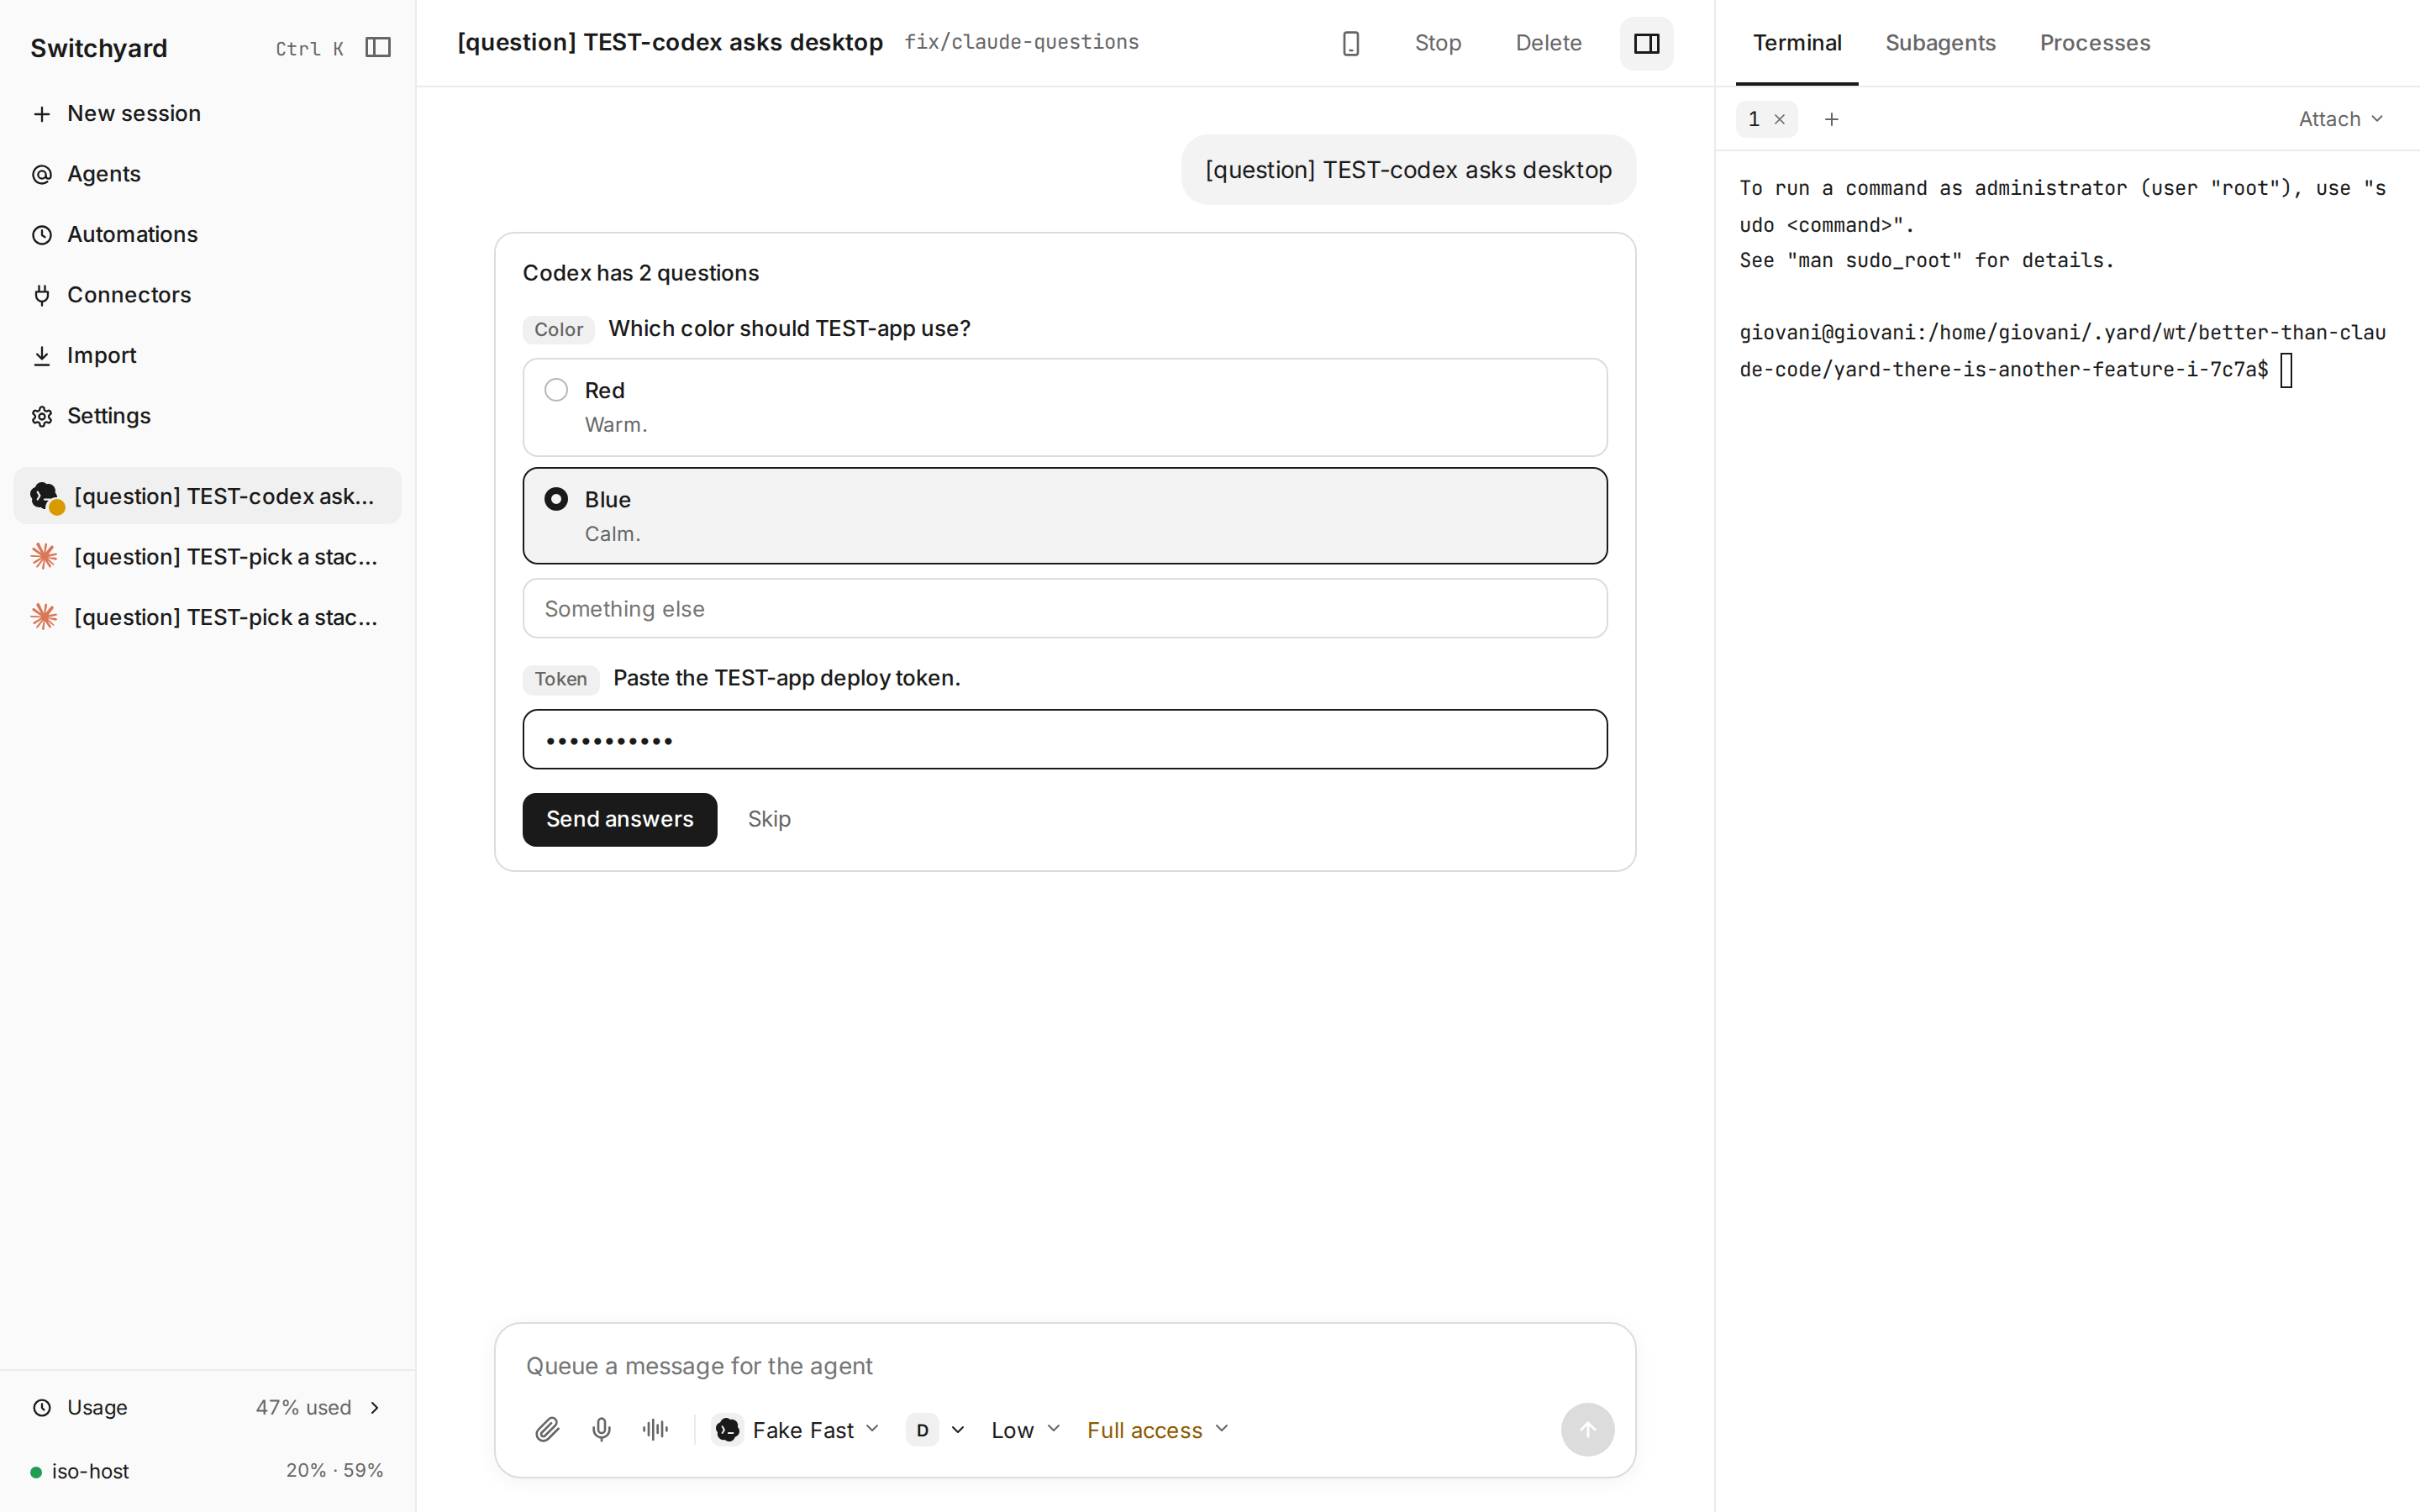 Switchyard
Ctrl K
New session
Agents
Automations
Connectors
Import
Settings
[question] TEST-codex ask...
[question] TEST-pick a stac...
[question] TEST-pick a stac...
Usage
47% used
iso-host
20% · 59%
[question] TEST-codex asks desktop
fix/claude-questions
Stop
Delete
[question] TEST-codex asks desktop
Codex has 2 questions
Color
Which color should TEST-app use?
Red
Warm.
Blue
Calm.
Something else
Token
Paste the TEST-app deploy token.
•••••••••••
Send answers
Skip
Queue a message for the agent
Fake Fast
D
Low
Full access
Terminal
Subagents
Processes
1
Attach
To run a command as administrator (user "root"), use "s
udo <command>".
See "man sudo_root" for details.
giovani@giovani:/home/giovani/.yard/wt/better-than-clau
de-code/yard-there-is-another-feature-i-7c7a$